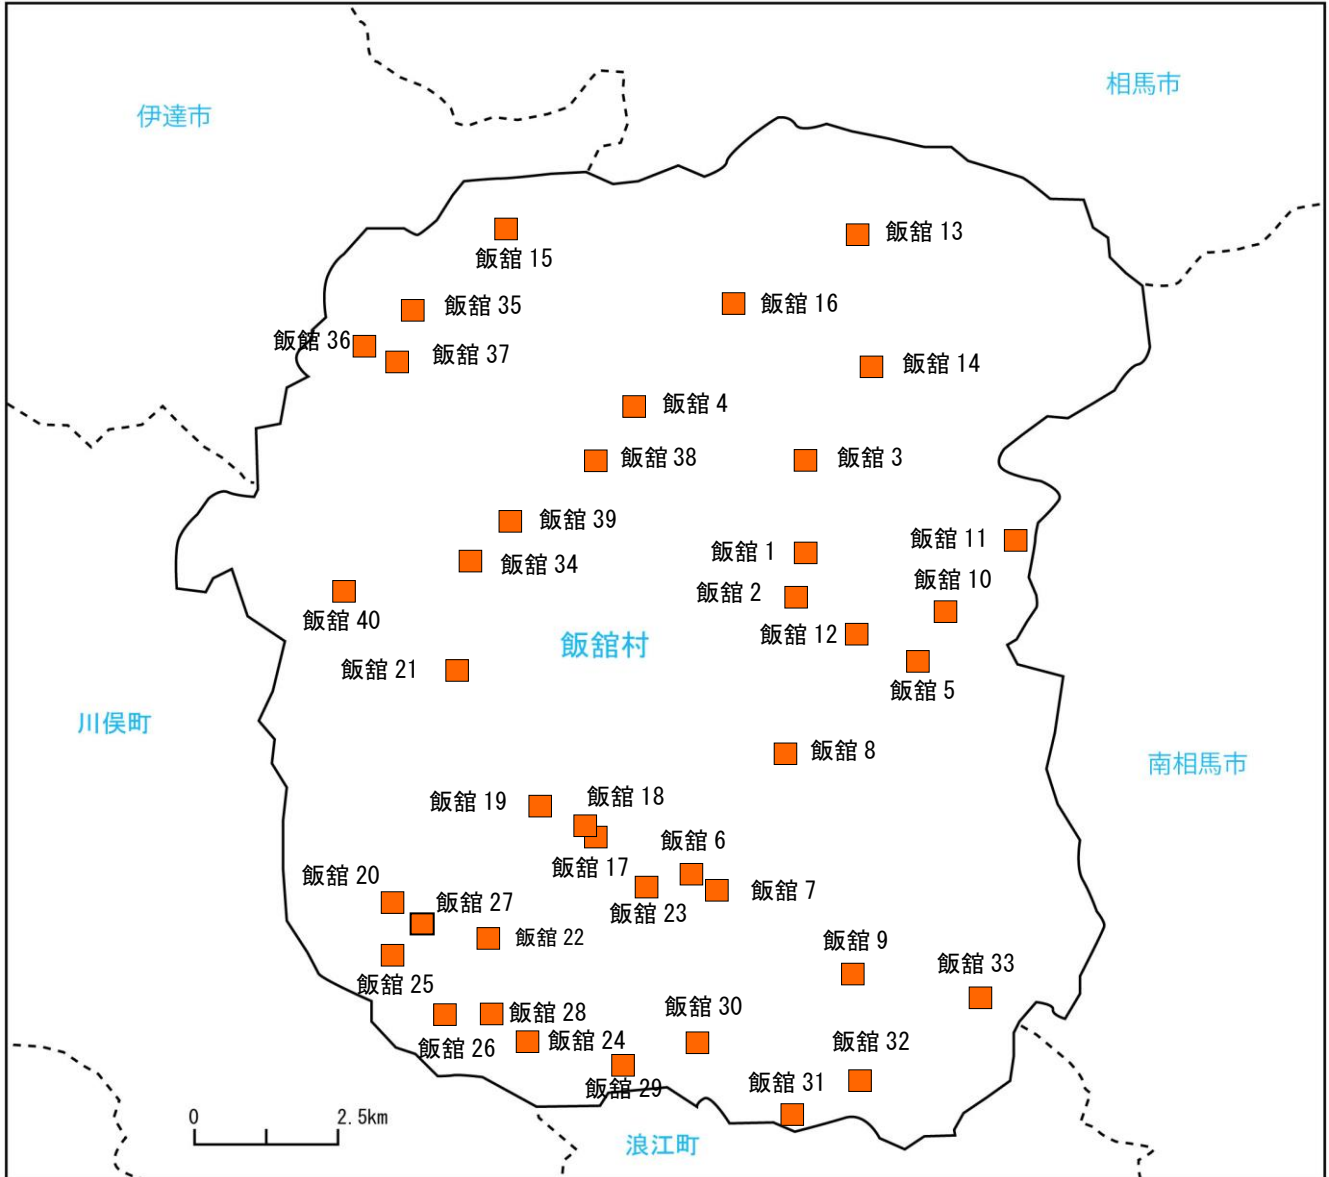 相馬市
伊達市
飯舘 13
飯舘 15
飯舘 35
飯舘 16
飯舘 36
飯舘 37
飯舘 14
飯舘 4
飯舘 38
飯舘 3
飯舘 39
飯舘 11
飯舘 1
飯舘 34
飯舘 10
飯舘 2
飯舘 40
飯舘 12
飯舘村
飯舘 21
飯舘 5
川俣町
飯舘 8
南相馬市
飯舘 18
飯舘 19
飯舘 6
飯舘 17
飯舘 20
飯舘 7
飯舘 27
飯舘 23
飯舘 22
飯舘 9
飯舘 33
飯舘 25
飯舘 30
飯舘 28
飯舘 24
飯舘 32
飯舘 26
飯舘 31
飯舘 29
0 2.5km
浪江町